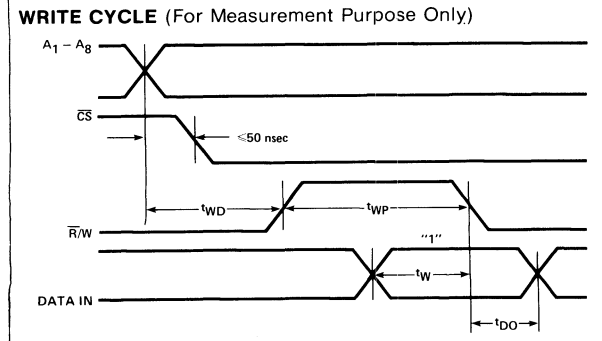 WRITE CYCLE (For Measurement Purpose Only)
A1 – A8
CS
≤50 nsec
tWD
tWP
R/W
"1"
tW
DATA IN
tDO